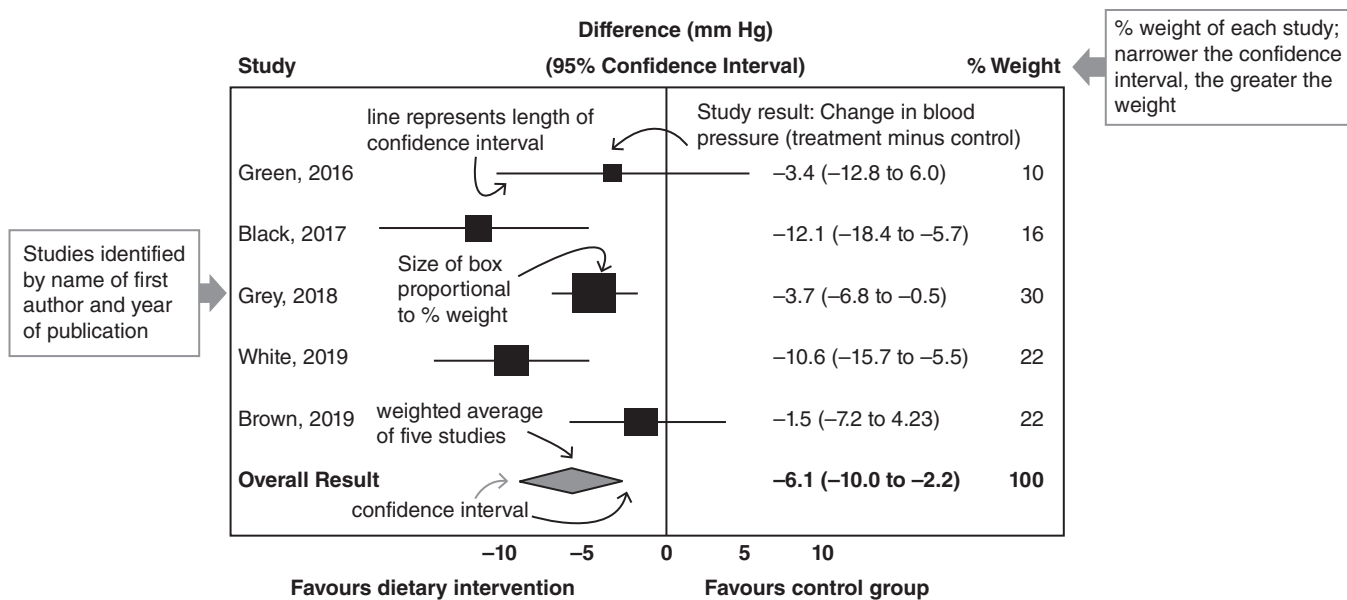 Difference (mm Hg)
Study (95% Confidence Interval) % Weight
% weight of each study;
narrower the confidence
interval, the greater the
weight
line represents length of
confidence interval
Study result: Change in blood
pressure (treatment minus control)
Green, 2016 –3.4 (–12.8 to 6.0) 10
Black, 2017 –12.1 (–18.4 to –5.7) 16
Studies identified
by name of first
author and year
of publication
Size of box
proportional
to % weight
Grey, 2018 –3.7 (–6.8 to –0.5) 30
White, 2019 –10.6 (–15.7 to –5.5) 22
Brown, 2019 –1.5 (–7.2 to 4.23) 22
weighted average
of five studies
Overall Result –6.1 (–10.0 to –2.2) 100
confidence interval
–10 –5 0 5 10
Favours dietary intervention Favours control group